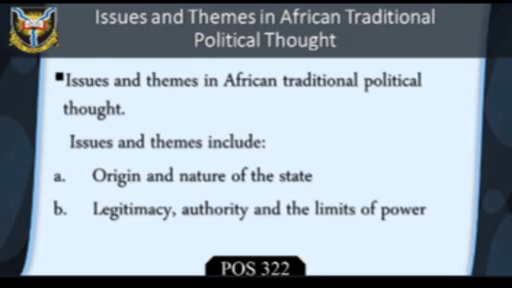 Issues and Themes in African Traditional
Political Thought
▪Issues and themes in African traditional political
thought.
Issues and themes include:
a. Origin and nature of the state
b. Legitimacy, authority and the limits of power
POS 322